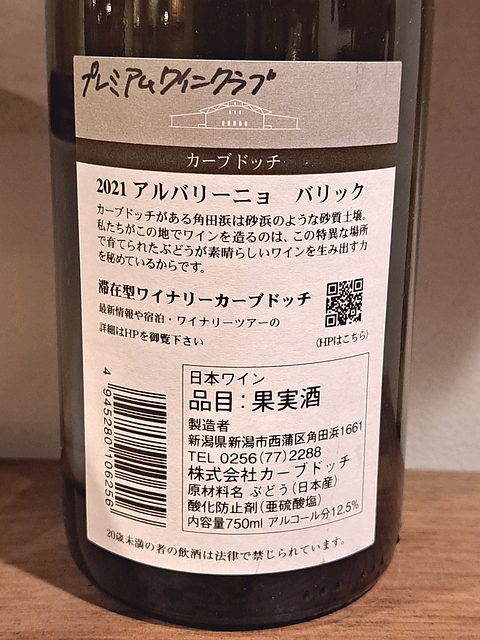 プレミアムワインクラブ
カーブドッチ
2021 アルバリーニョ　バリック
カーブドッチがある角田浜は砂浜のような砂質土壌。
私たちがこの地でワインを造るのは、この特異な場所
で育てられたぶどうが素晴らしいワインを生み出す力
を秘めているからです。
滞在型ワイナリーカーブドッチ
最新情報や宿泊・ワイナリーツアーの
詳細はHPを御覧下さい
(HPはこちら)
日本ワイン
品目：果実酒
製造者
新潟県新潟市西蒲区角田浜1661
TEL 0256(77)2288
株式会社カーブドッチ
原材料名 ぶどう(日本産)
酸化防止剤(亜硫酸塩)
内容量750ml アルコール分12.5%
4 945280 106256
20歳未満の者の飲酒は法律で禁じられています。